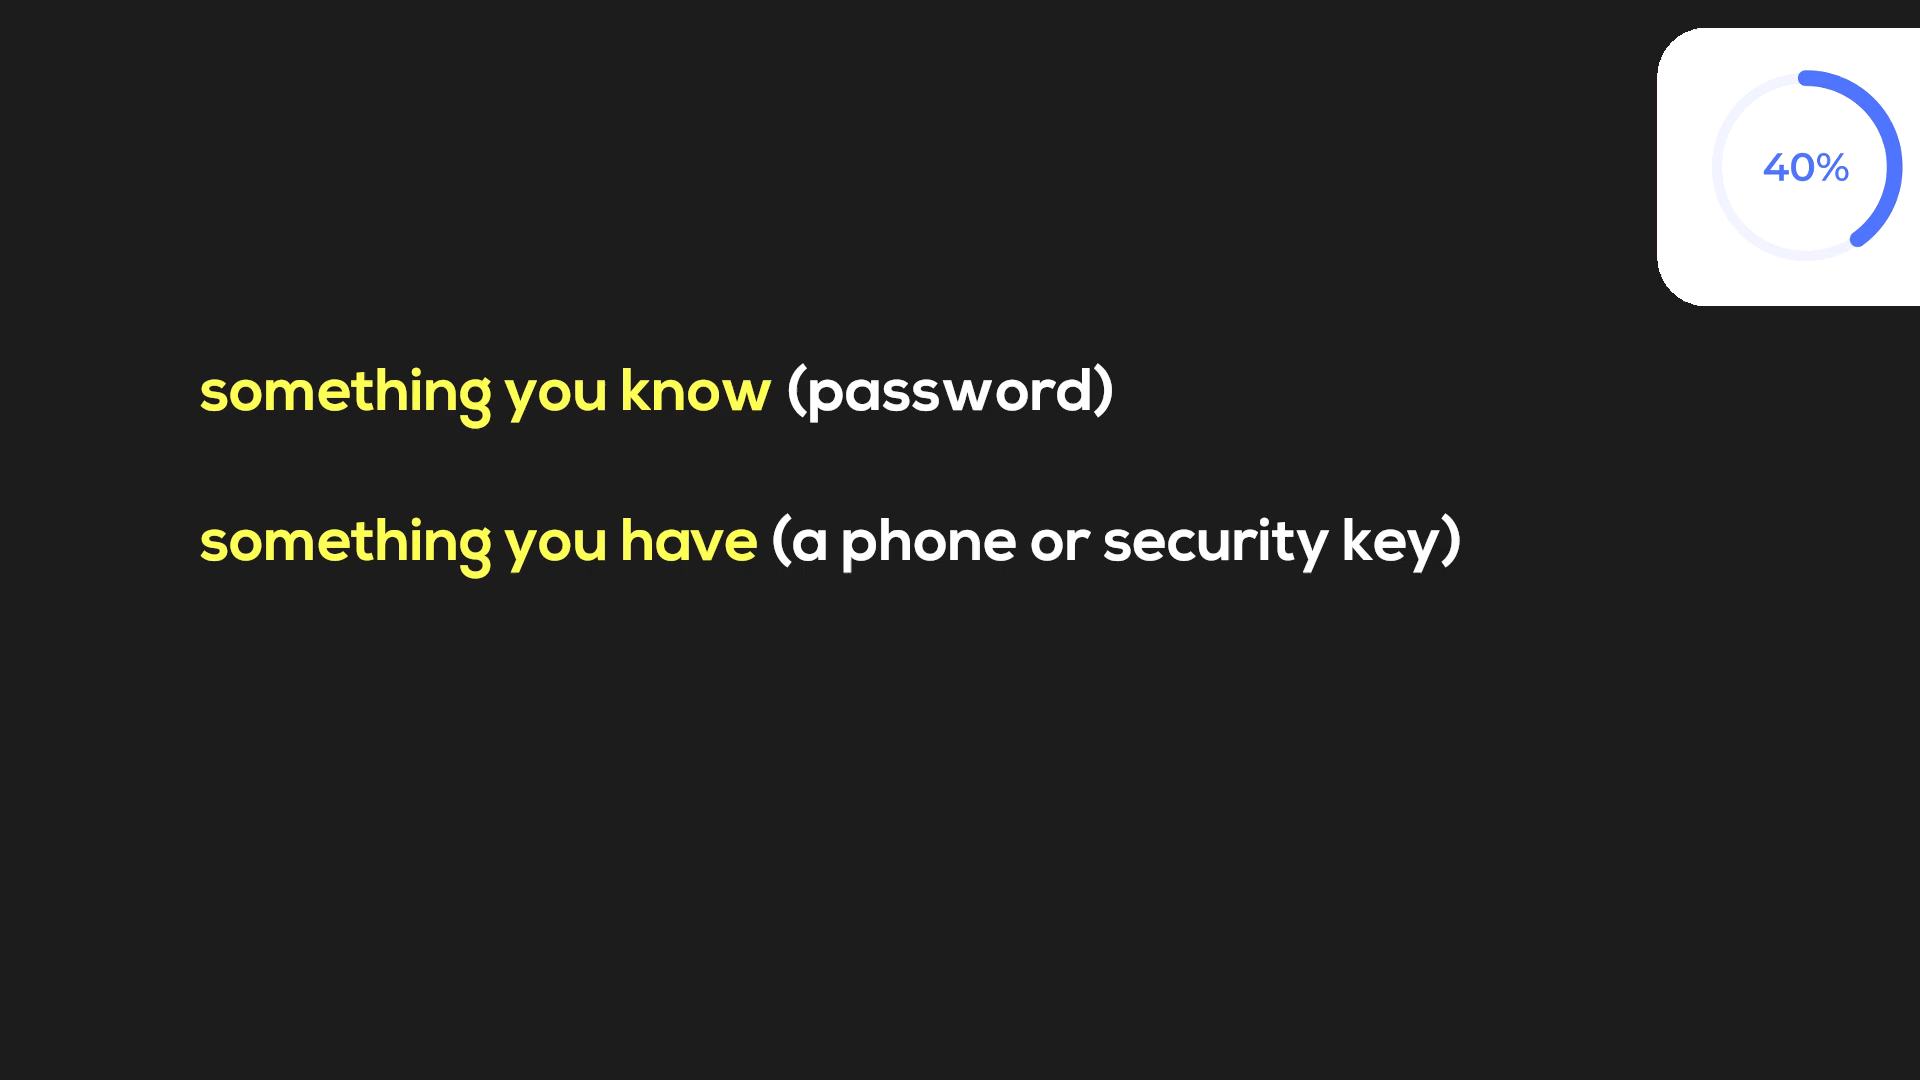 40%
something you know (password)
something you have (a phone or security key)